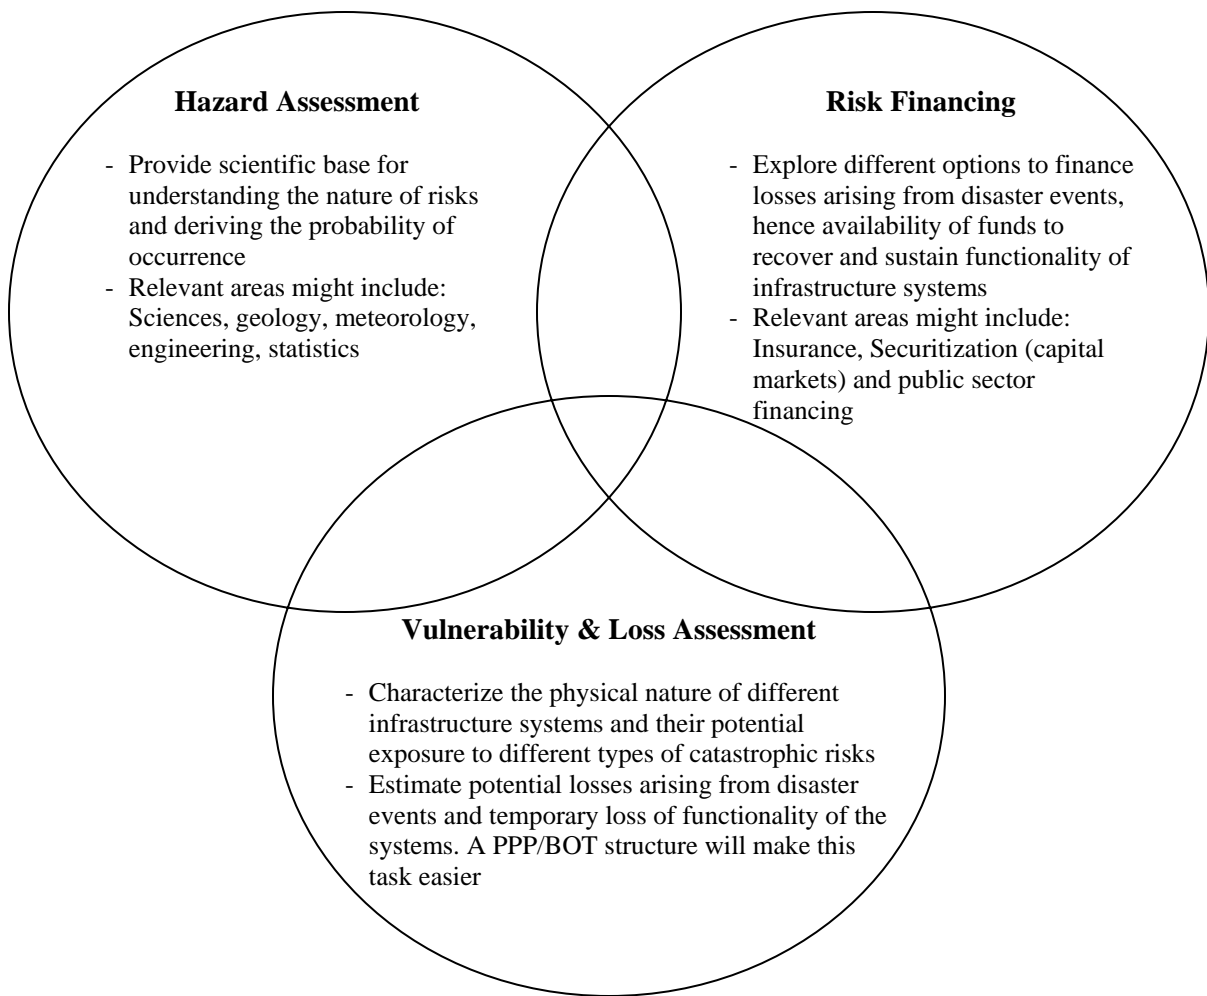 Hazard Assessment
- Provide scientific base for
understanding the nature of risks
and deriving the probability of
occurrence
- Relevant areas might include:
Sciences, geology, meteorology,
engineering, statistics
Risk Financing
- Explore different options to finance
losses arising from disaster events,
hence availability of funds to
recover and sustain functionality of
infrastructure systems
- Relevant areas might include:
Insurance, Securitization (capital
markets) and public sector
financing
Vulnerability & Loss Assessment
- Characterize the physical nature of different
infrastructure systems and their potential
exposure to different types of catastrophic risks
- Estimate potential losses arising from disaster
events and temporary loss of functionality of the
systems. A PPP/BOT structure will make this
task easier